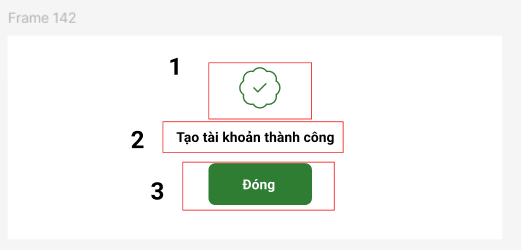 Frame 142
1
2
Tạo tài khoản thành công
3
Đóng